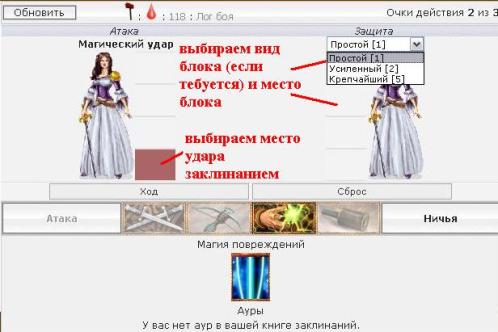 Обновить : : 118 : Лог боя Очки действия 2 из 3
Атака Защита
Магический удар
Простой [1]
Простой [1]
Усиленный [2]
Крепчайший [5]
выбираем вид
блока (если
тебуется) и место
блока
выбираем место
удара
заклинанием
Ход Сброс
Атака Ничья
Магия повреждений
Ауры
У вас нет аур в вашей книге заклинаний.